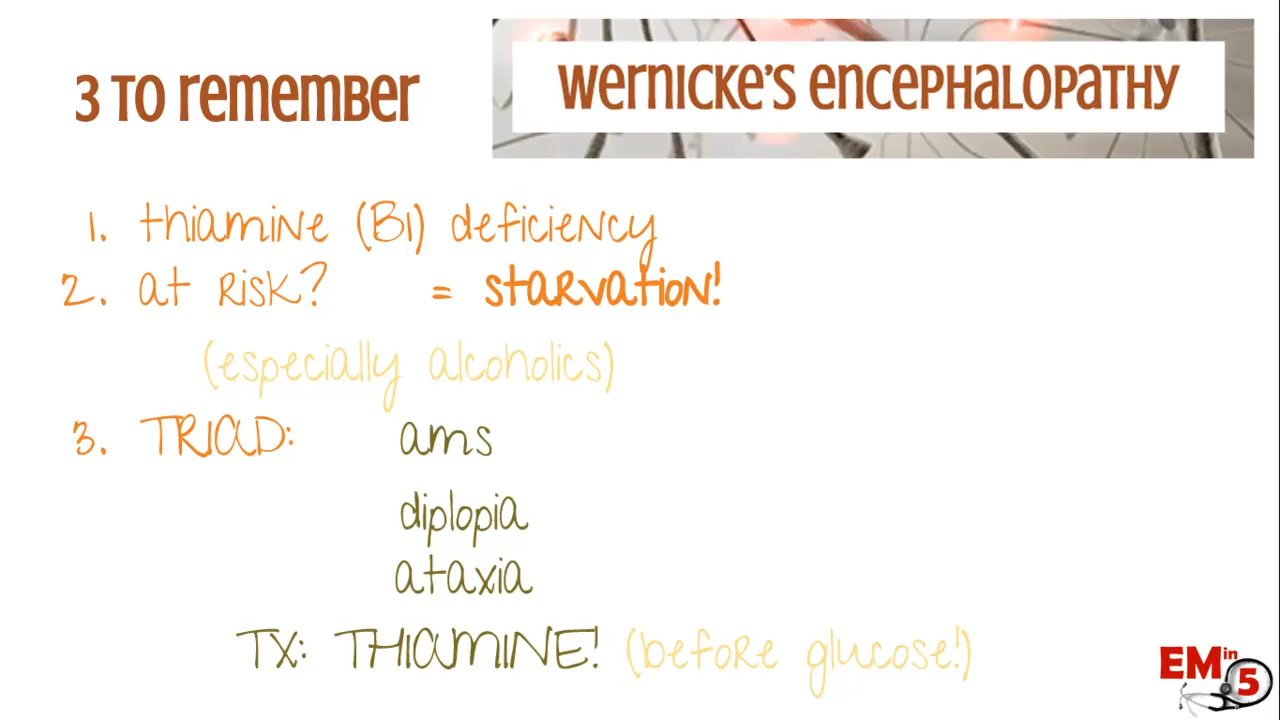 3 TO REMEMBER
WERNICKE'S ENCEPHALOPATHY
1. thiamine (B1) deficiency
2. at risk? = starvation!
(especially alcoholics)
3. TRIAD: ams
diplopia
ataxia
TX: THIAMINE! (before glucose!)
EM in 5